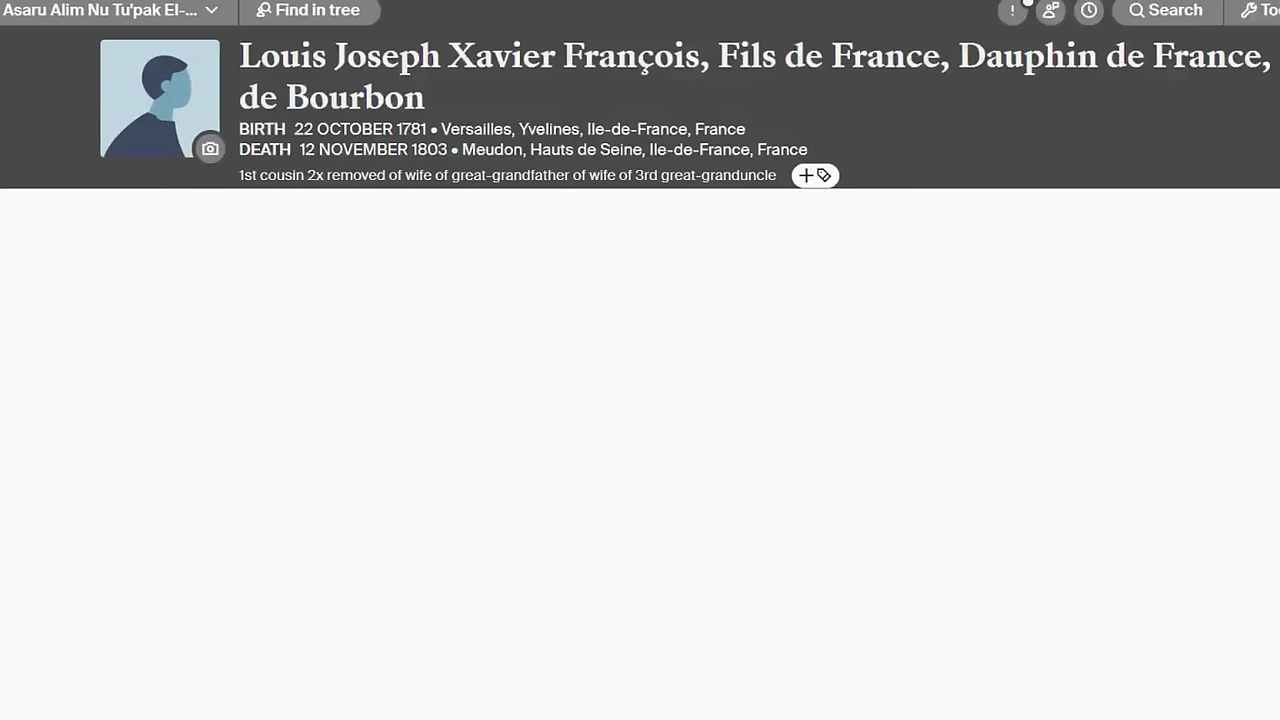 Asaru Alim Nu Tu'pak El-...
Find in tree
!
Search
Too
Louis Joseph Xavier François, Fils de France, Dauphin de France,
de Bourbon
BIRTH 22 OCTOBER 1781 • Versailles, Yvelines, Ile-de-France, France
DEATH 12 NOVEMBER 1803 • Meudon, Hauts de Seine, Ile-de-France, France
1st cousin 2x removed of wife of great-grandfather of wife of 3rd great-granduncle